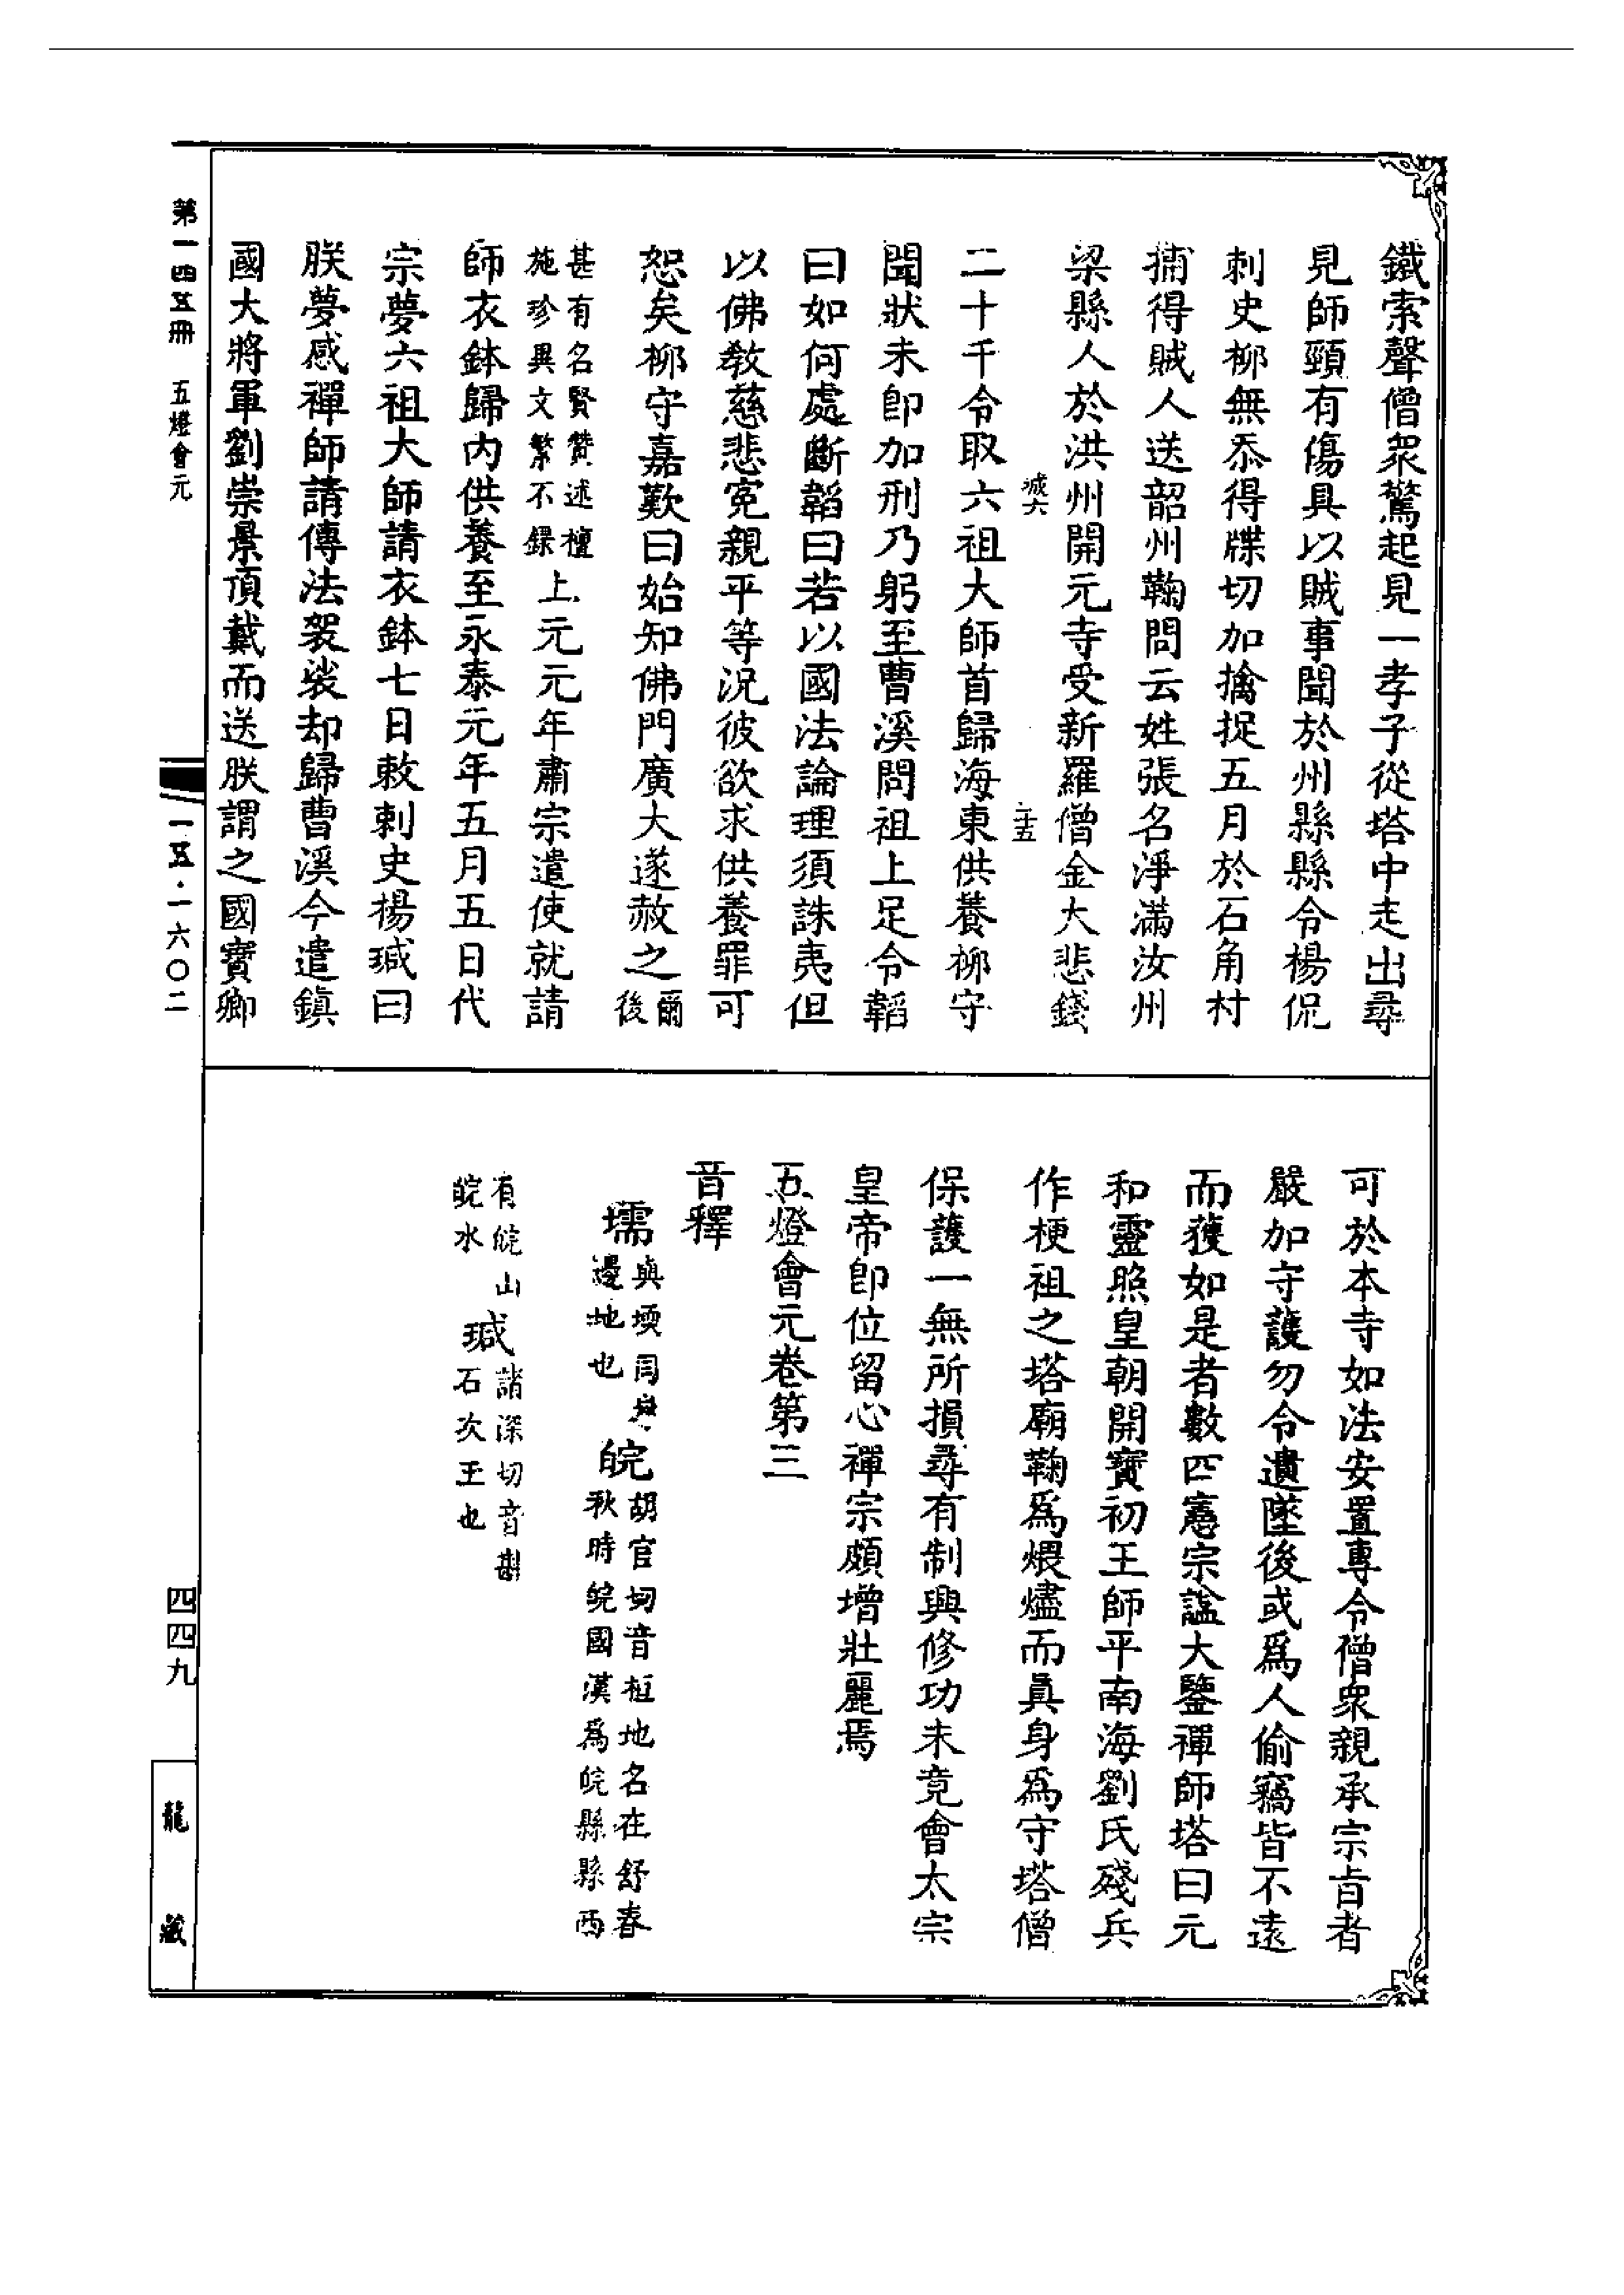 鐵索聲僧衆驚起見一孝子從塔中走出尋
見師頸有傷具以賊事聞於州縣縣令楊侃
刺史柳無忝得牒切加擒捉五月於石角村
捕得賊人送韶州鞠問云姓張名淨滿汝州
梁縣人於洪州開元寺受新羅僧金大悲錢
二十五
二十千令取六祖大師首歸海東供養柳守
聞狀未即加刑乃躬至曹溪問祖上足令韜
曰如何處斷韜曰若以國法論理須誅夷但
以佛教慈悲寃親平等況彼欲求供養罪可
恕矣柳守嘉歎曰始知佛門廣大遂赦之爾後
甚有名賢贊述檀施珍異文繁不錄上元元年肅宗遣使就請
師衣鉢歸內供養至永泰元年五月五日代
宗夢六祖大師請衣鉢七日敕刺史楊瑊曰
朕夢感禪師請傳法袈裟却歸曹溪今遣鎮
國大將軍劉崇景頂戴而送朕謂之國寶卿
可於本寺如法安置專令僧衆親承宗旨者
嚴加守護勿令遺墜後或爲人偷竊皆不遠
而獲如是者數四憲宗諡大鑒禪師塔曰元
和靈照皇朝開寶初王師平南海劉氏殘兵
作梗祖之塔廟鞠爲煨燼而眞身爲守塔僧
保護一無所損尋有制興修功未竟會太宗
皇帝即位留心禪宗頗增壯麗焉
五燈會元卷第三
音釋
壖與堧同邊地也 皖胡官切音桓地名在舒春秋時皖國漢爲皖縣縣西
有皖山皖水 瑊諸深切音斟石次玉也
第一四五冊 五燈會元
一五·一六〇二
四四九
龍藏